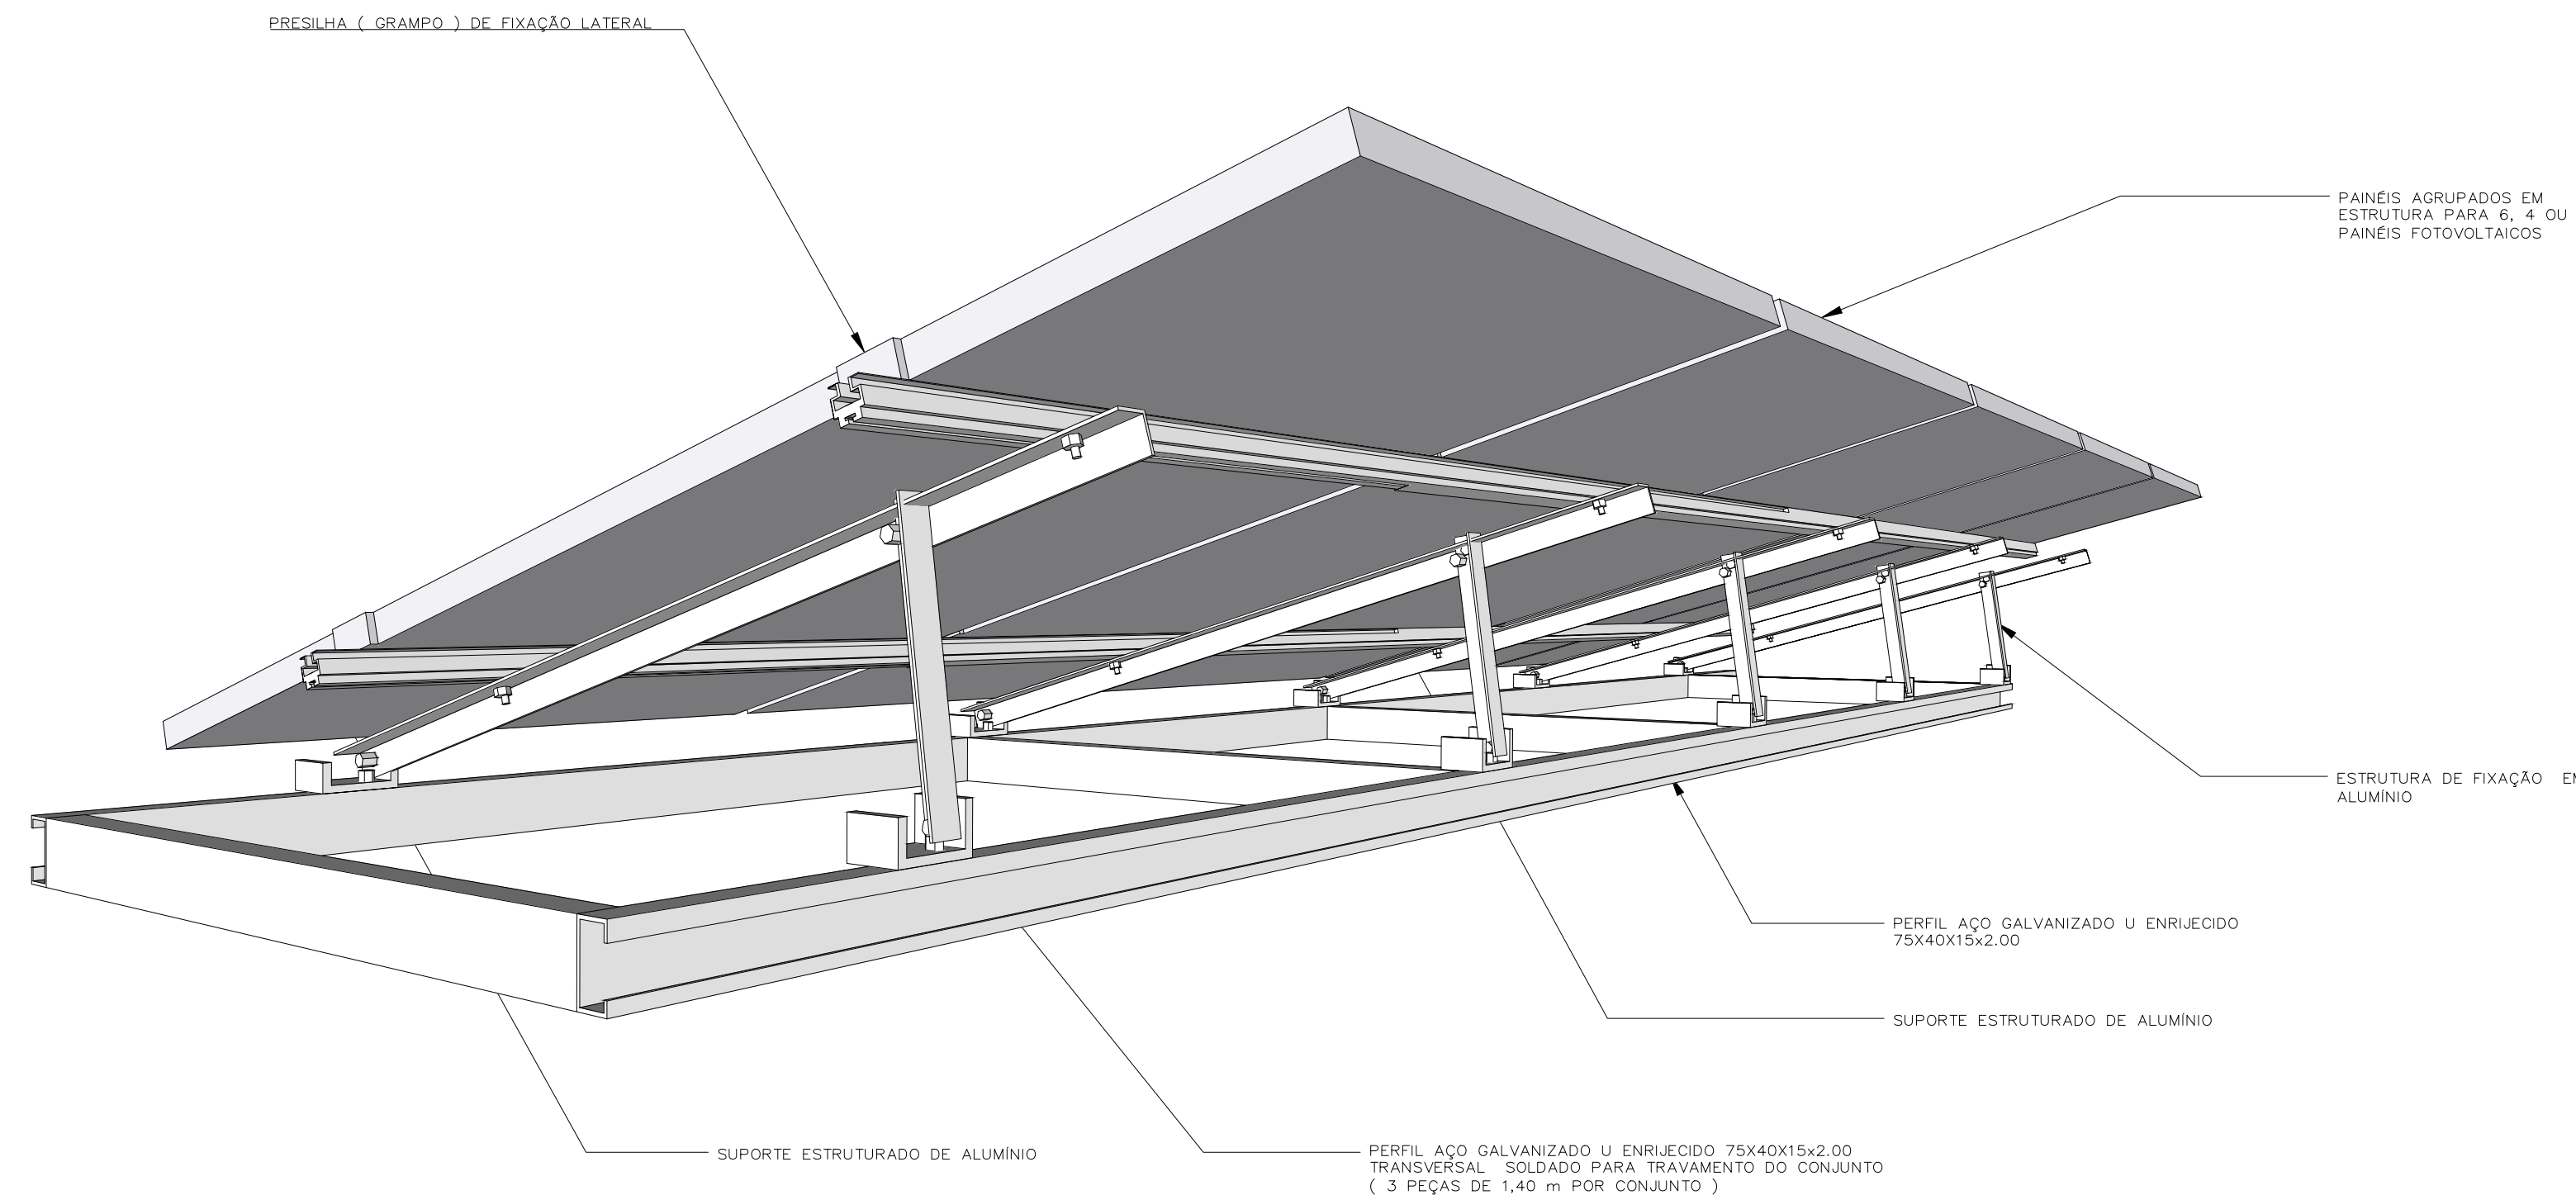 PRESILHA ( GRAMPO ) DE FIXAÇÃO LATERAL
PAINÉIS AGRUPADOS EM
ESTRUTURA PARA 6, 4 OU
PAINÉIS FOTOVOLTAICOS
ESTRUTURA DE FIXAÇÃO
ALUMÍNIO
PERFIL AÇO GALVANIZADO U ENRIJECIDO
75X40X15x2.00
SUPORTE ESTRUTURADO DE ALUMÍNIO
SUPORTE ESTRUTURADO DE ALUMÍNIO
PERFIL AÇO GALVANIZADO U ENRIJECIDO 75X40X15x2.00
TRANSVERSAL SOLDADO PARA TRAVAMENTO DO CONJUNTO
( 3 PEÇAS DE 1,40 m POR CONJUNTO )